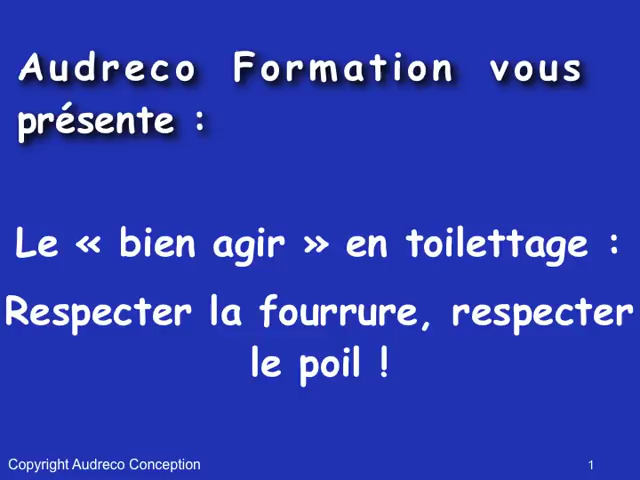 Audreco Formation vous
présente :
Le « bien agir » en toilettage :
Respecter la fourrure, respecter
le poil !
Copyright Audreco Conception
1